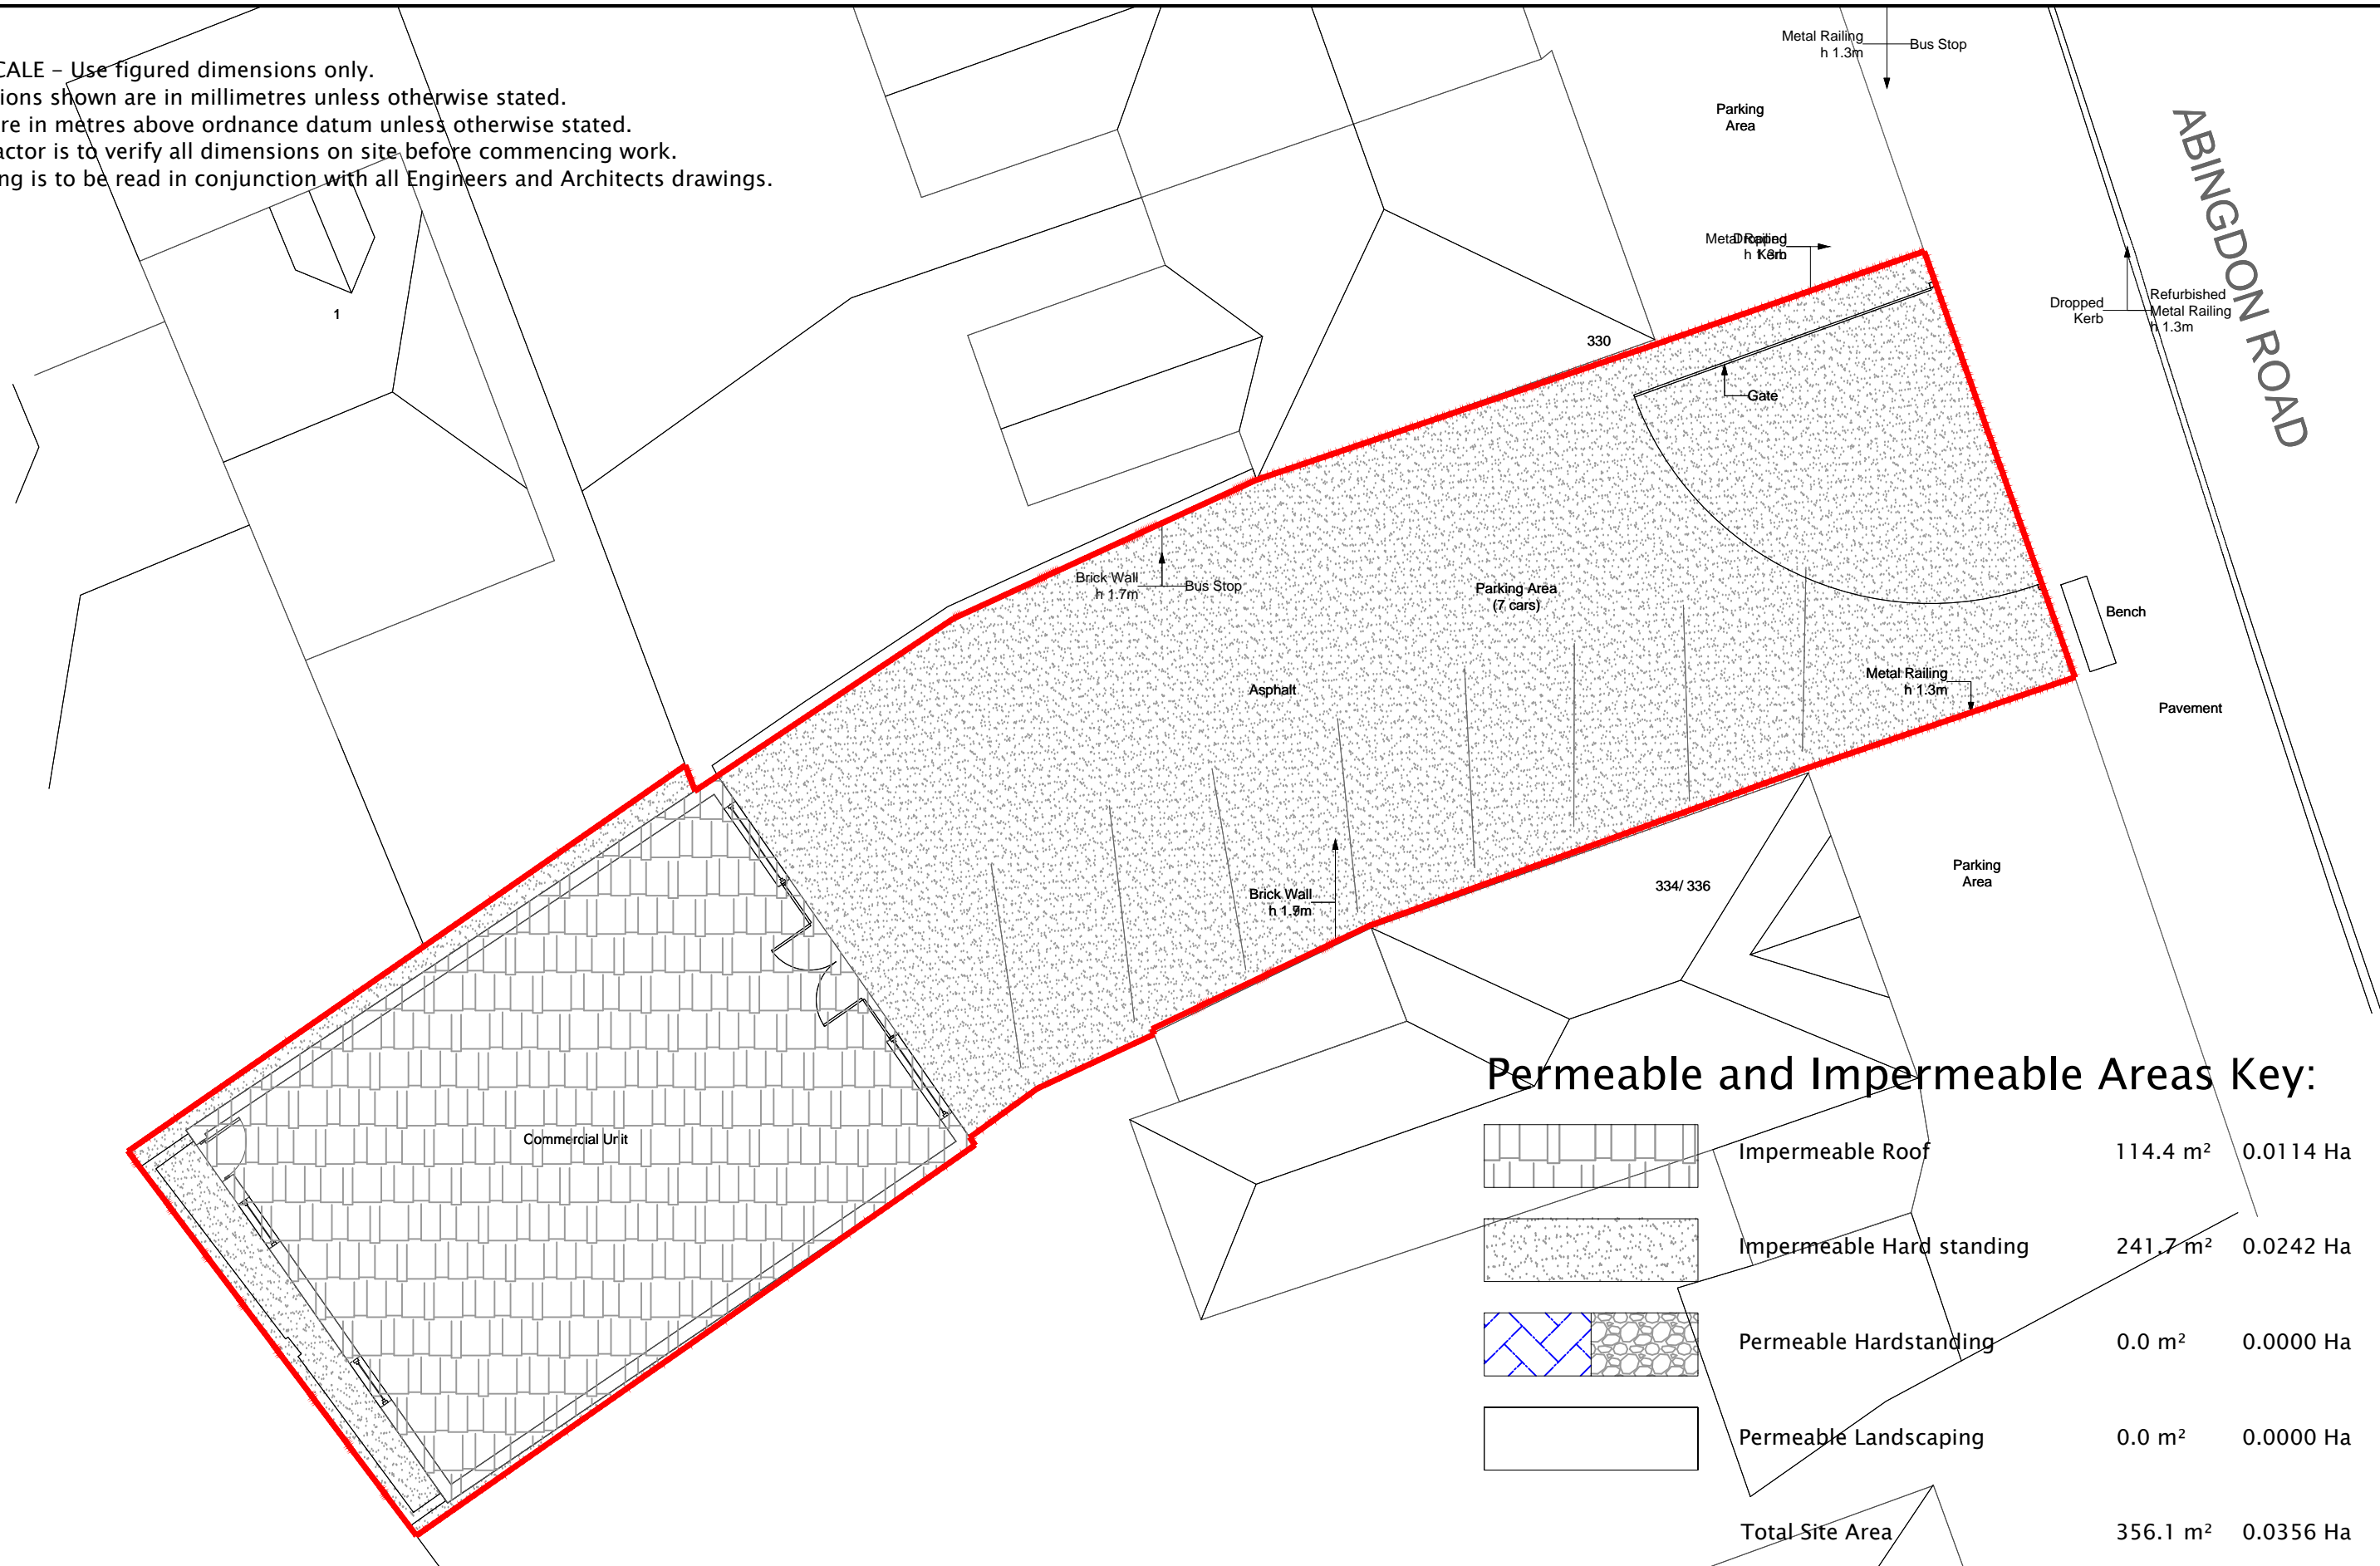 CALE – Use figured dimensions only.
ions shown are in millimetres unless otherwise stated.
re in metres above ordnance datum unless otherwise stated.
actor is to verify all dimensions on site before commencing work.
ng is to be read in conjunction with all Engineers and Architects drawings.
Metal Railing
h 1.3m
Bus Stop
Parking
Area
ABINGDON ROAD
Metal Railing
h 1.3m
Dropped
Kerb
Dropped
Kerb
Refurbished
Metal Railing
h 1.3m
1
330
Gate
Brick Wall
h 1.7m
Bus Stop
Parking Area
(7 cars)
Bench
Asphalt
Metal Railing
h 1.3m
Pavement
Brick Wall
334/ 336
Parking
Area
Commercial Unit
Permeable and Impermeable Areas Key:
Impermeable Roof 114.4 m² 0.0114 Ha
Impermeable Hard standing 241.7 m² 0.0242 Ha
Permeable Hardstanding 0.0 m² 0.0000 Ha
Permeable Landscaping 0.0 m² 0.0000 Ha
Total Site Area 356.1 m² 0.0356 Ha